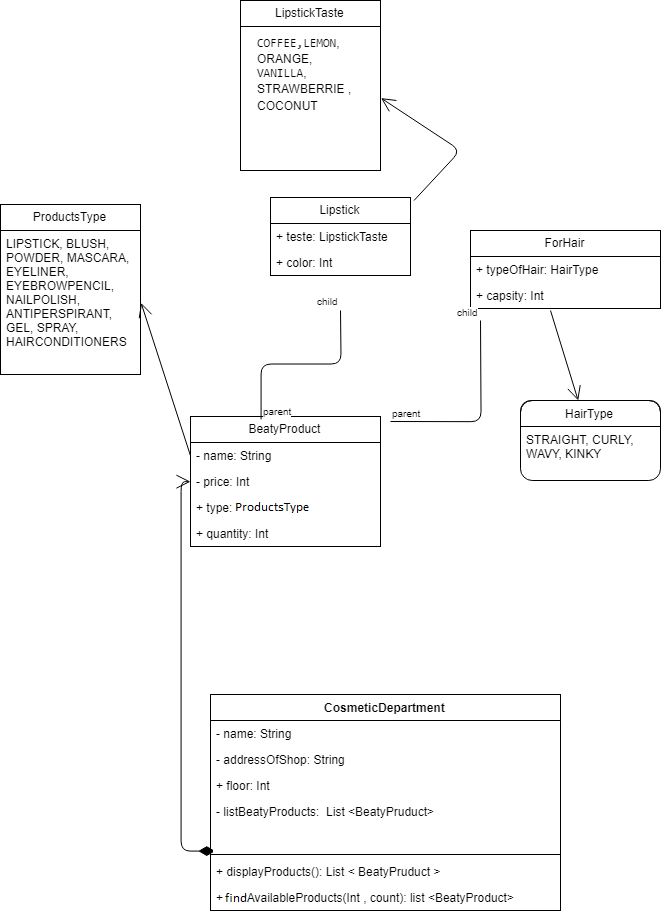 LipstickTaste
COFFEE,LEMON,
ORANGE,
VANILLA,
STRAWBERRIE ,
COCONUT
ProductsType
LIPSTICK, BLUSH,
POWDER, MASCARA,
EYELINER,
EYEBROWPENCIL,
NAILPOLISH,
ANTIPERSPIRANT,
GEL, SPRAY,
HAIRCONDITIONERS
Lipstick
+ teste: LipstickTaste
+ color: Int
child
ForHair
+ typeOfHair: HairType
+ capsity: Int
child
HairType
STRAIGHT, CURLY,
WAVY, KINKY
parent
parent
BeatyProduct
- name: String
- price: Int
+ type: ProductsType
+ quantity: Int
CosmeticDepartment
- name: String
- addressOfShop: String
+ floor: Int
- listBeatyProducts:  List <BeatyPruduct>
+ displayProducts(): List < BeatyPruduct >
+ findAvailableProducts(Int , count): list <BeatyProduct>